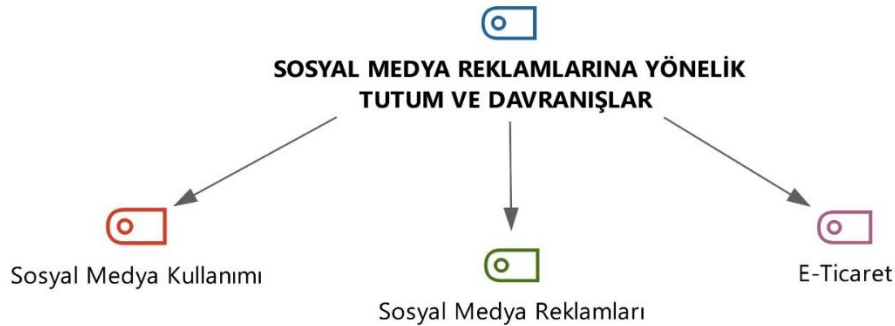 SOSYAL MEDYA REKLAMLARINA YÖNELİK
TUTUM VE DAVRANIŞLAR
Sosyal Medya Kullanımı
Sosyal Medya Reklamları
E-Ticaret